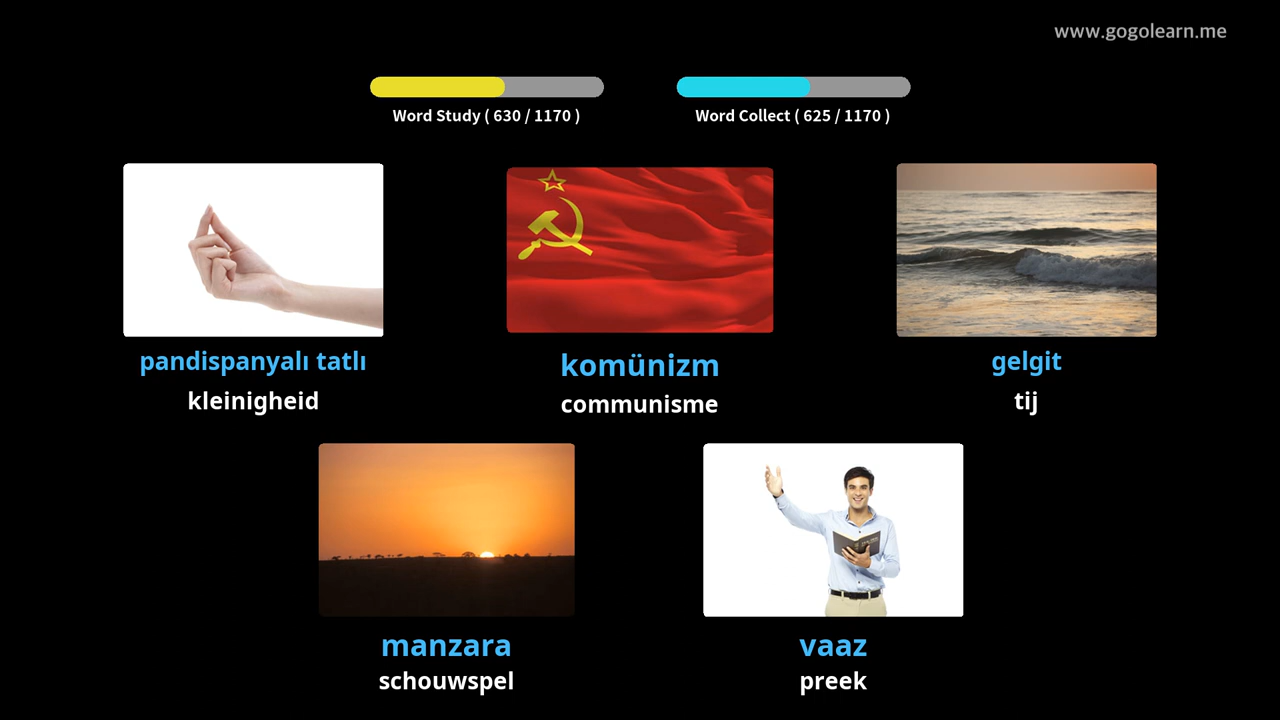 www.gogolearn.me
Word Study ( 630 / 1170 )
Word Collect ( 625 / 1170 )
pandispanyalı tatlı
kleinigheid
komünizm
communisme
gelgit
tij
manzara
schouwspel
vaaz
preek